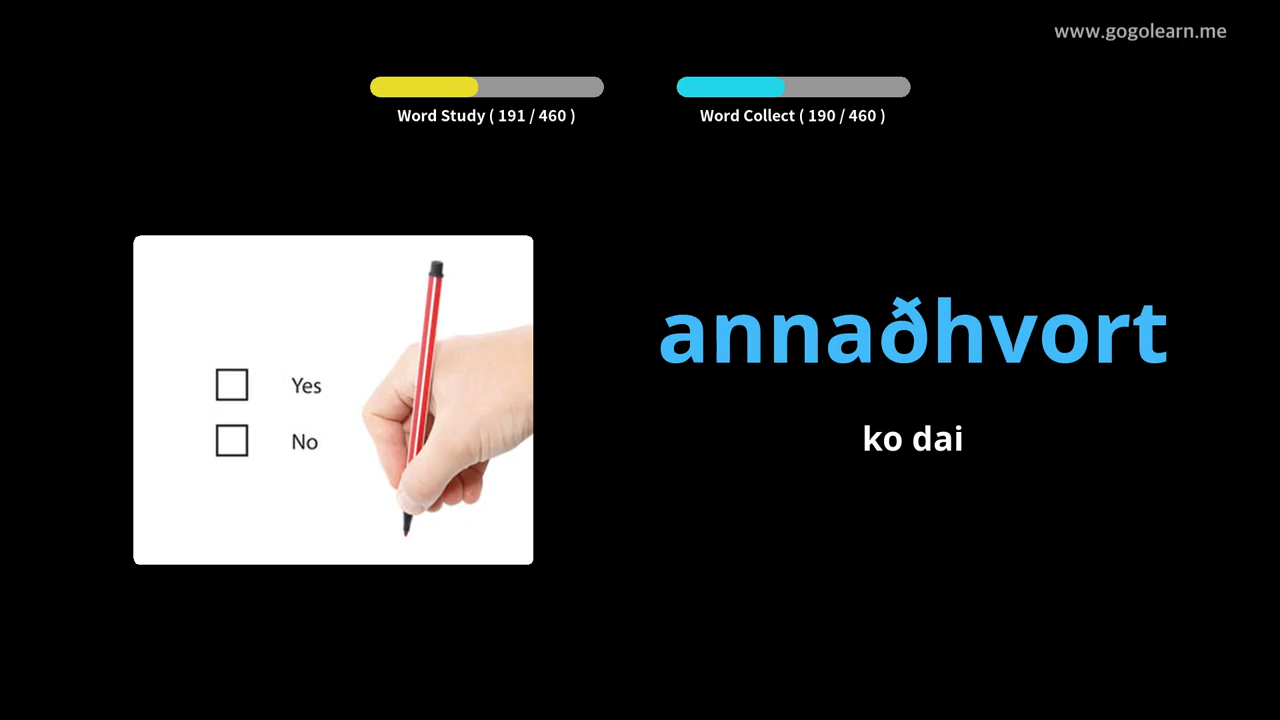 www.gogolearn.me
Word Study ( 191 / 460 )
Word Collect ( 190 / 460 )
Yes
No
annaðhvort
ko dai